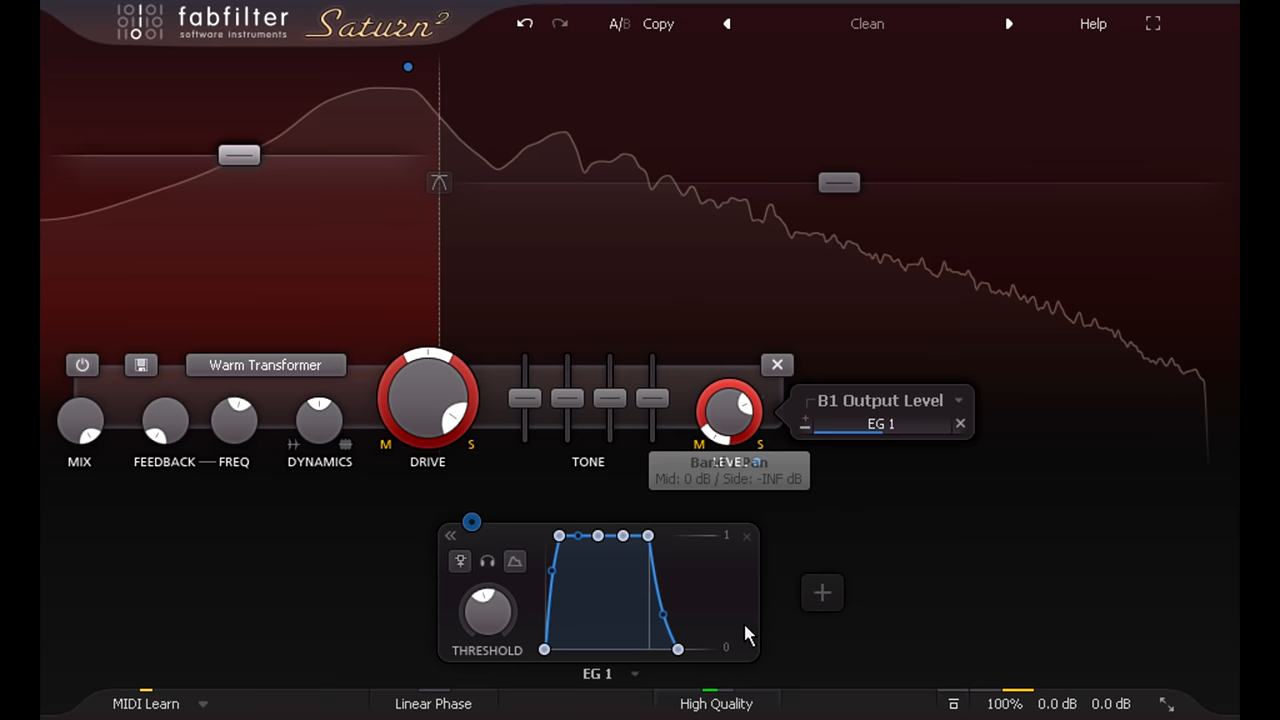 fabfilter
software instruments
Saturn 2
A/B
Copy
Clean
Help
Warm Transformer
B1 Output Level
EG 1
M
S
M
S
MIX
FEEDBACK
FREQ
DYNAMICS
DRIVE
TONE
LEVEL
Mid: 0 dB / Side: -INF dB
1
THRESHOLD
0
EG 1
MIDI Learn
Linear Phase
High Quality
100%
0.0 dB
0.0 dB